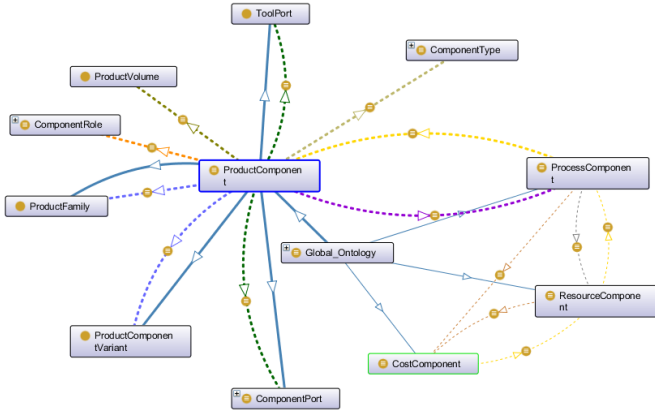 ToolPort
ComponentType
ProductVolume
ComponentRole
ProductComponen
t
ProcessComponen
t
ProductFamily
Global_Ontology
ResourceCompone
nt
ProductComponen
tVariant
CostComponent
ComponentPort